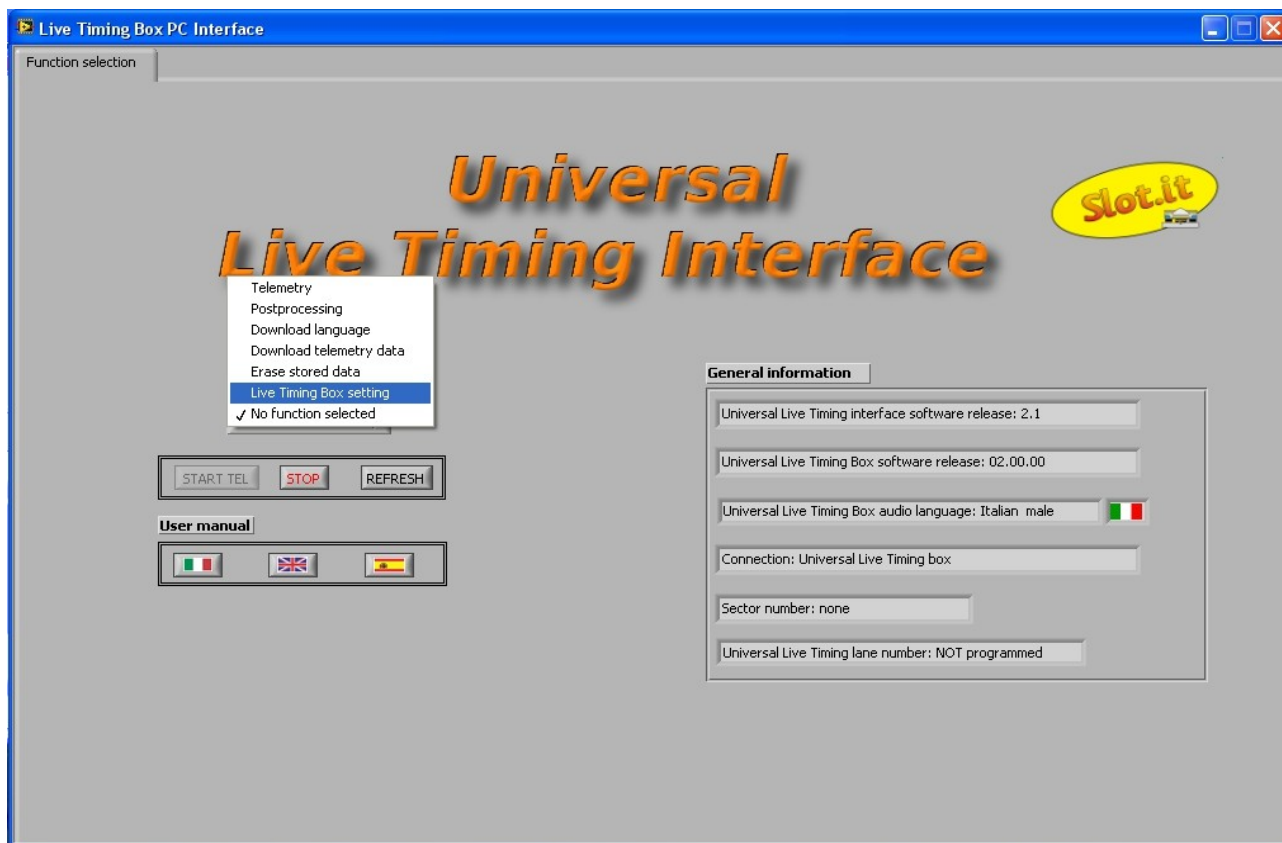 Live Timing Box PC Interface
Function selection
Universal
Live Timing Interface
Slot.it
Telemetry
Postprocessing
Download language
Download telemetry data
Erase stored data
Live Timing Box setting
✓ No function selected
START TEL STOP REFRESH
User manual
General information
Universal Live Timing interface software release: 2.1
Universal Live Timing Box software release: 02.00.00
Universal Live Timing Box audio language: Italian male
Connection: Universal Live Timing box
Sector number: none
Universal Live Timing lane number: NOT programmed